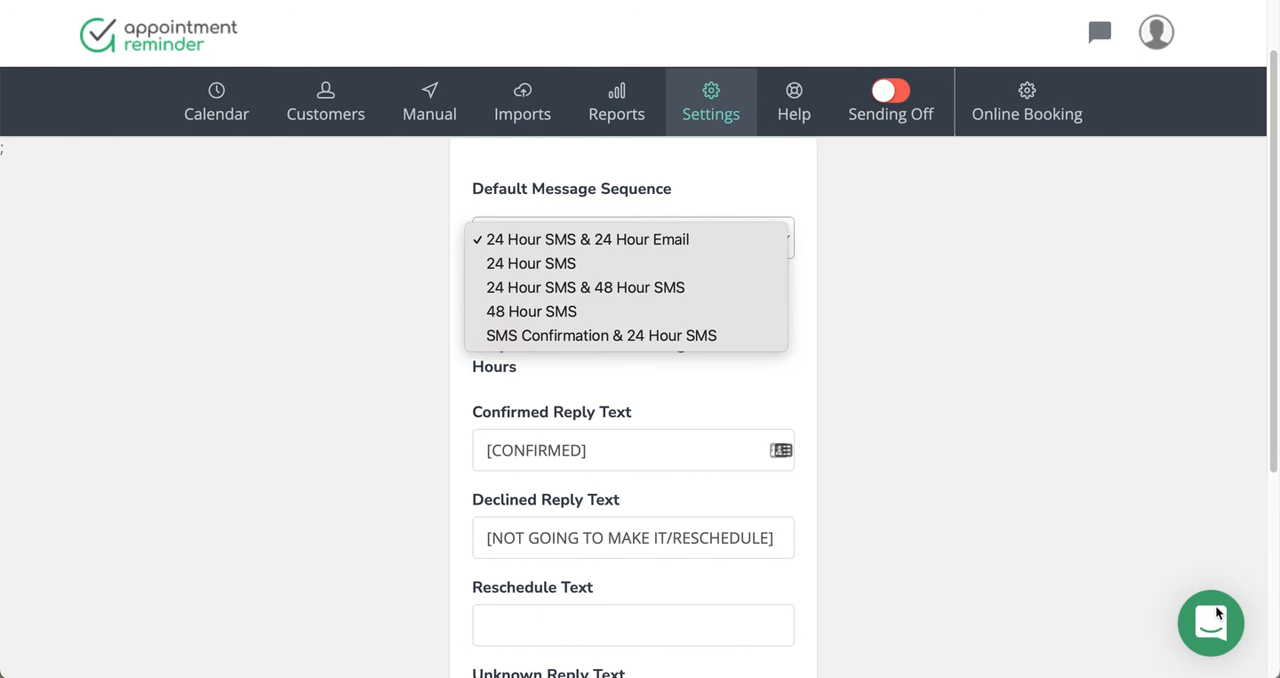 appointment
reminder
Calendar
Customers
Manual
Imports
Reports
Settings
Help
Sending Off
Online Booking
;
Default Message Sequence
✓ 24 Hour SMS & 24 Hour Email
24 Hour SMS
24 Hour SMS & 48 Hour SMS
48 Hour SMS
SMS Confirmation & 24 Hour SMS
Hours
Confirmed Reply Text
[CONFIRMED]
Declined Reply Text
[NOT GOING TO MAKE IT/RESCHEDULE]
Reschedule Text
Unknown Reply Text